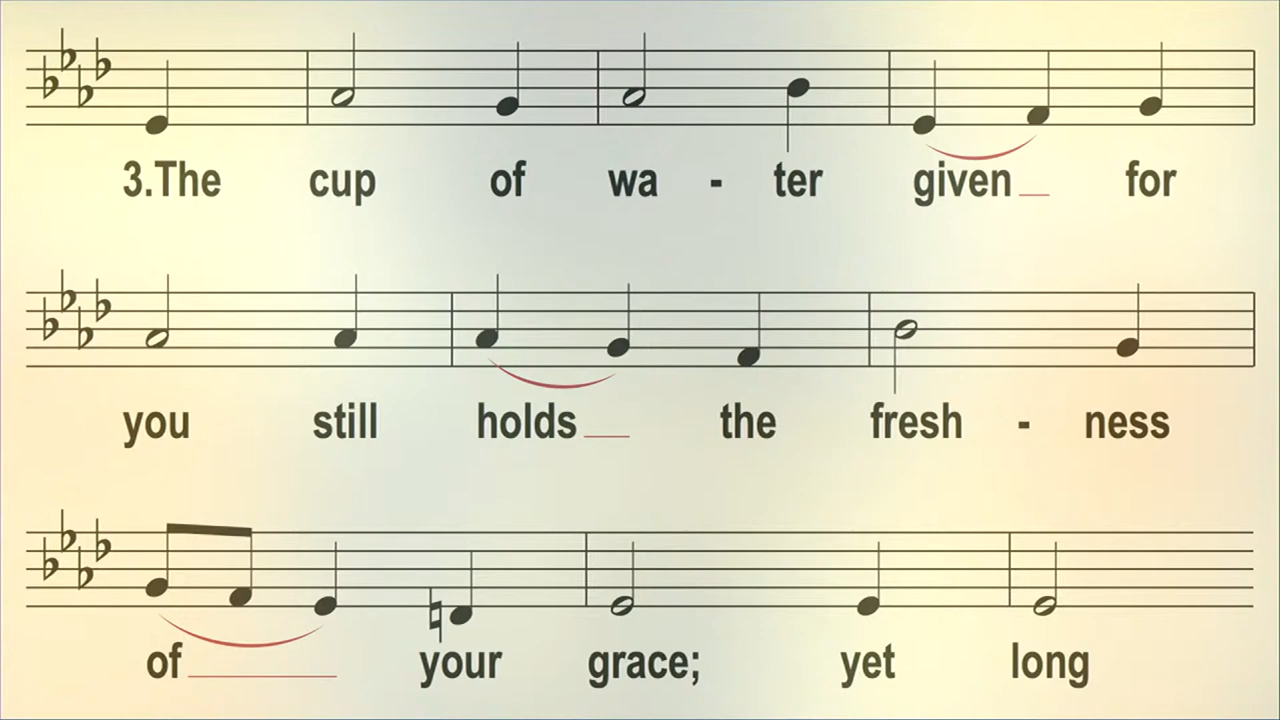 3.The cup of wa - ter given for
you still holds the fresh - ness
of your grace; yet long